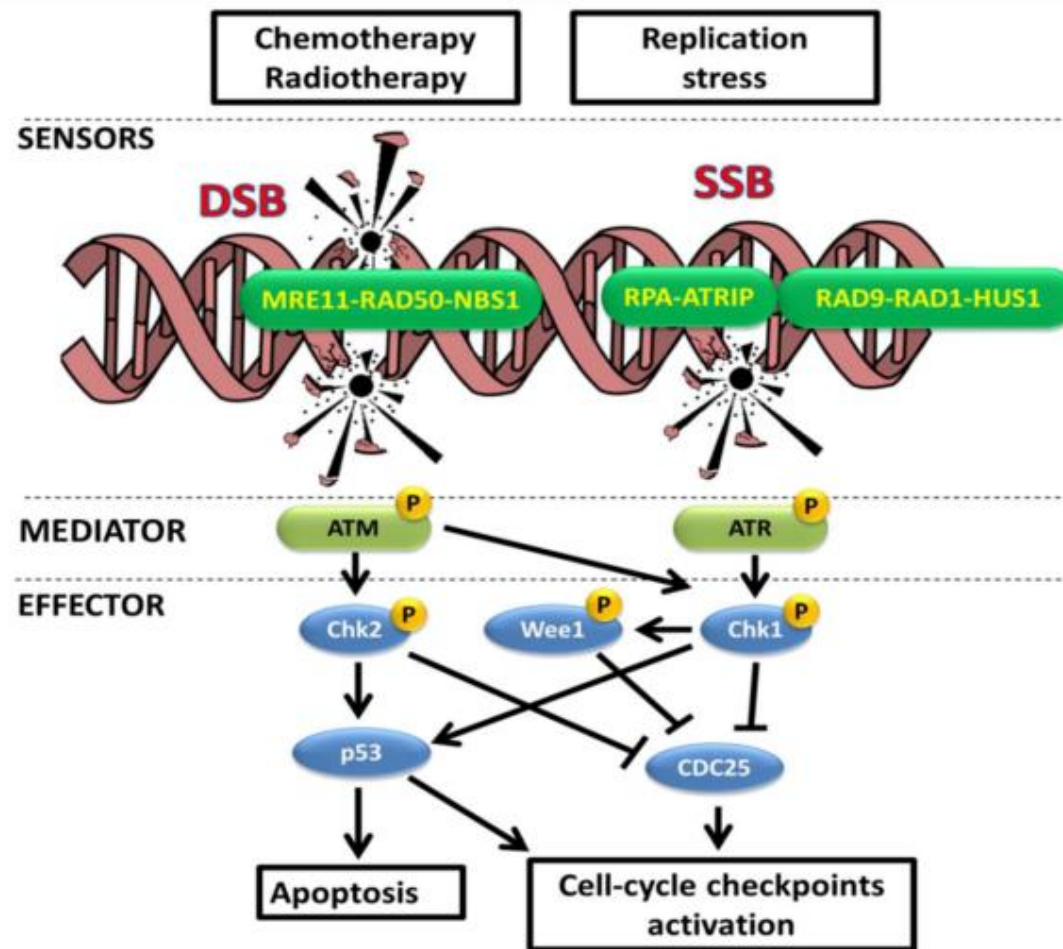 Chemotherapy
Radiotherapy
Replication
stress
SENSORS
DSB
SSB
MRE11-RAD50-NBS1
RPA-ATRIP
RAD9-RAD1-HUS1
MEDIATOR
ATM
P
ATR
P
EFFECTOR
Chk2
P
Wee1
P
Chk1
P
p53
CDC25
Apoptosis
Cell-cycle checkpoints
activation